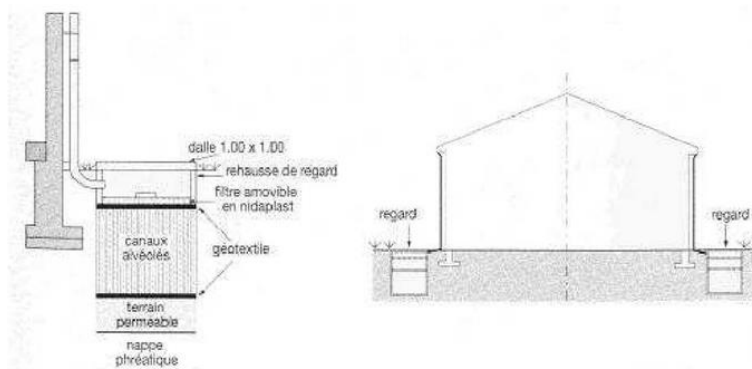 dalle 1.00 x 1.00
rehausse de regard
filtre amovible
en nidaplast
canaux
alvéolés
géotextile
terrain
permeable
nappe
phréatique
regard
regard